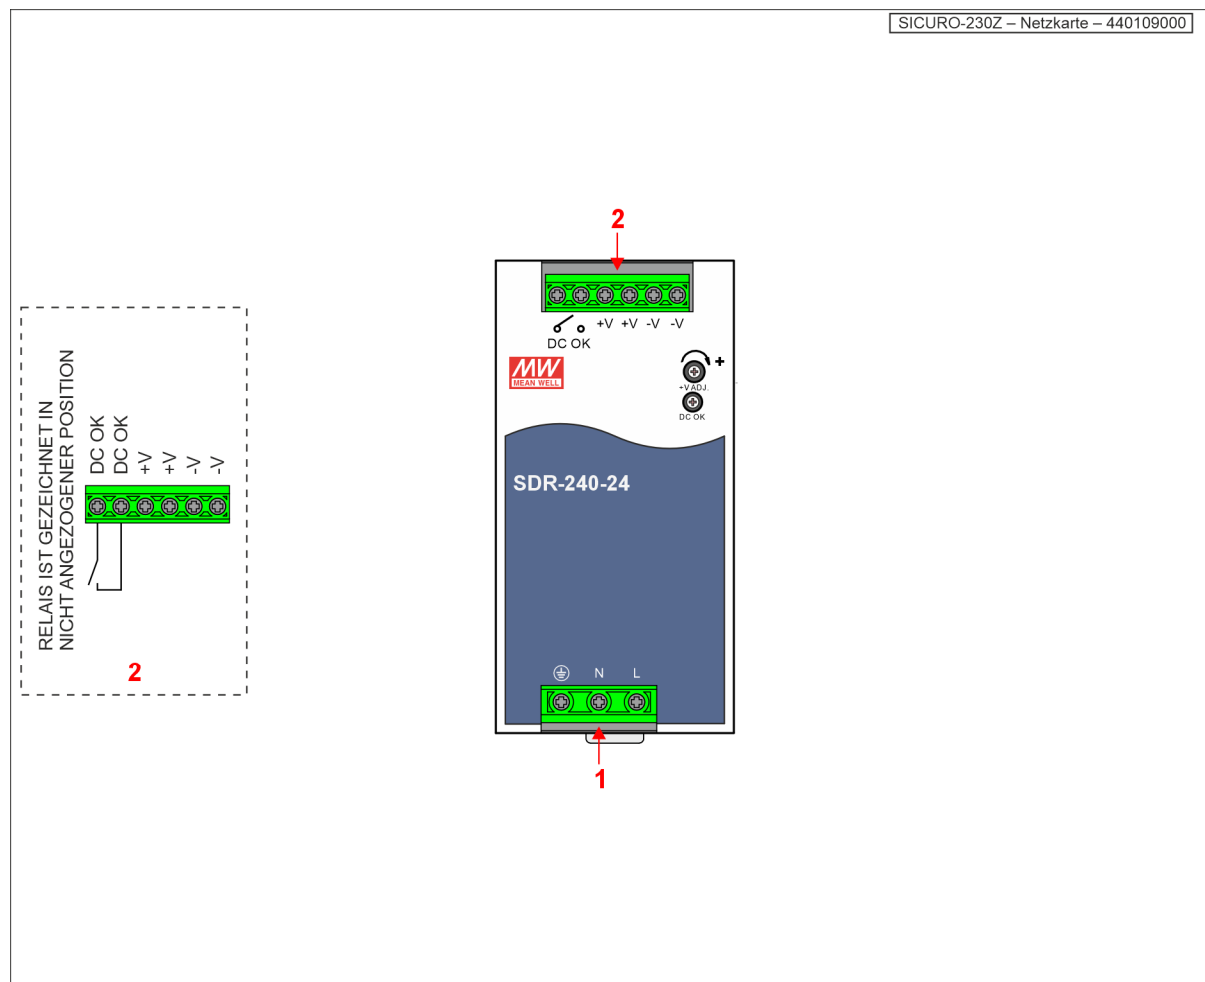 SICURO-230Z – Netzkarte – 440109000
2
+V +V -V -V
DC OK
MW
MEAN WELL
+
+V ADJ.
DC OK
SDR-240-24
N L
1
RELAIS IST GEZEICHNET IN
NICHT ANGEZOGENER POSITION
DC OK
DC OK
+V
+V
-V
-V
2